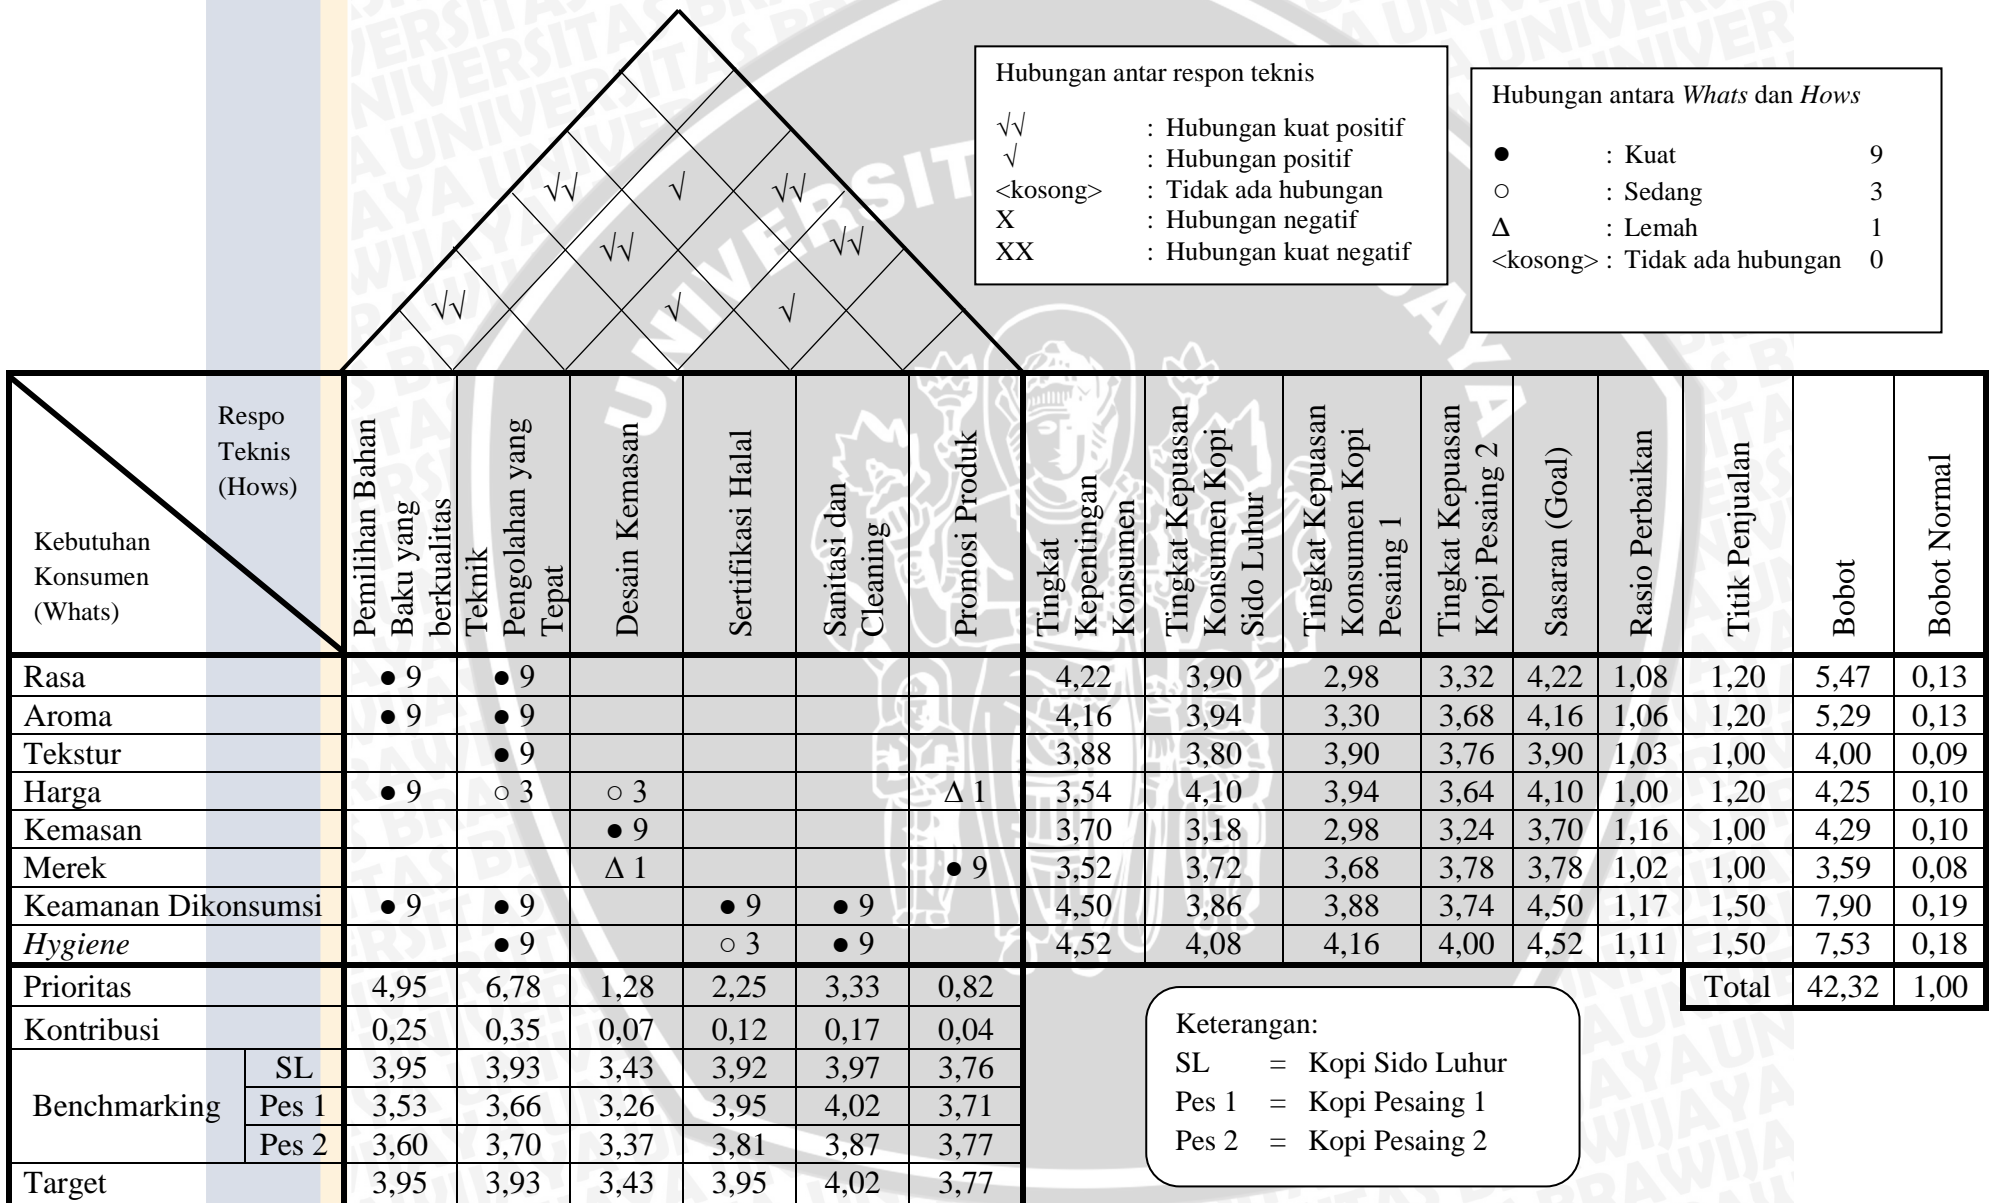 √√ √ √√
√√ √√
√√ √ √
Hubungan antar respon teknis
√√ : Hubungan kuat positif
√ : Hubungan positif
<kosong> : Tidak ada hubungan
X : Hubungan negatif
XX : Hubungan kuat negatif
Hubungan antara Whats dan Hows
● : Kuat 9
○ : Sedang 3
Δ : Lemah 1
<kosong> : Tidak ada hubungan 0
Respo
Teknis
(Hows)
Kebutuhan
Konsumen
(Whats)
Pemilihan Bahan
Baku yang
berkualitas
Teknik
Pengolahan yang
Tepat
Desain Kemasan
Sertifikasi Halal
Sanitasi dan
Cleaning
Promosi Produk
Tingkat
Kepentingan
Konsumen
Tingkat Kepuasan
Konsumen Kopi
Sido Luhur
Tingkat Kepuasan
Konsumen Kopi
Pesaing 1
Tingkat Kepuasan
Kopi Pesaing 2
Sasaran (Goal)
Rasio Perbaikan
Titik Penjualan
Bobot
Bobot Normal
Rasa ● 9 ● 9 4,22 3,90 2,98 3,32 4,22 1,08 1,20 5,47 0,13
Aroma ● 9 ● 9 4,16 3,94 3,30 3,68 4,16 1,06 1,20 5,29 0,13
Tekstur ● 9 3,88 3,80 3,90 3,76 3,90 1,03 1,00 4,00 0,09
Harga ● 9 ○ 3 ○ 3 Δ 1 3,54 4,10 3,94 3,64 4,10 1,00 1,20 4,25 0,10
Kemasan ● 9 3,70 3,18 2,98 3,24 3,70 1,16 1,00 4,29 0,10
Merek Δ 1 ● 9 3,52 3,72 3,68 3,78 3,78 1,02 1,00 3,59 0,08
Keamanan Dikonsumsi ● 9 ● 9 ● 9 ● 9 4,50 3,86 3,88 3,74 4,50 1,17 1,50 7,90 0,19
Hygiene ● 9 ○ 3 ● 9 4,52 4,08 4,16 4,00 4,52 1,11 1,50 7,53 0,18
Prioritas 4,95 6,78 1,28 2,25 3,33 0,82 Total 42,32 1,00
Kontribusi 0,25 0,35 0,07 0,12 0,17 0,04
Benchmarking
SL 3,95 3,93 3,43 3,92 3,97 3,76
Pes 1 3,53 3,66 3,26 3,95 4,02 3,71
Pes 2 3,60 3,70 3,37 3,81 3,87 3,77
Target 3,95 3,93 3,43 3,95 4,02 3,77
Keterangan:
SL = Kopi Sido Luhur
Pes 1 = Kopi Pesaing 1
Pes 2 = Kopi Pesaing 2